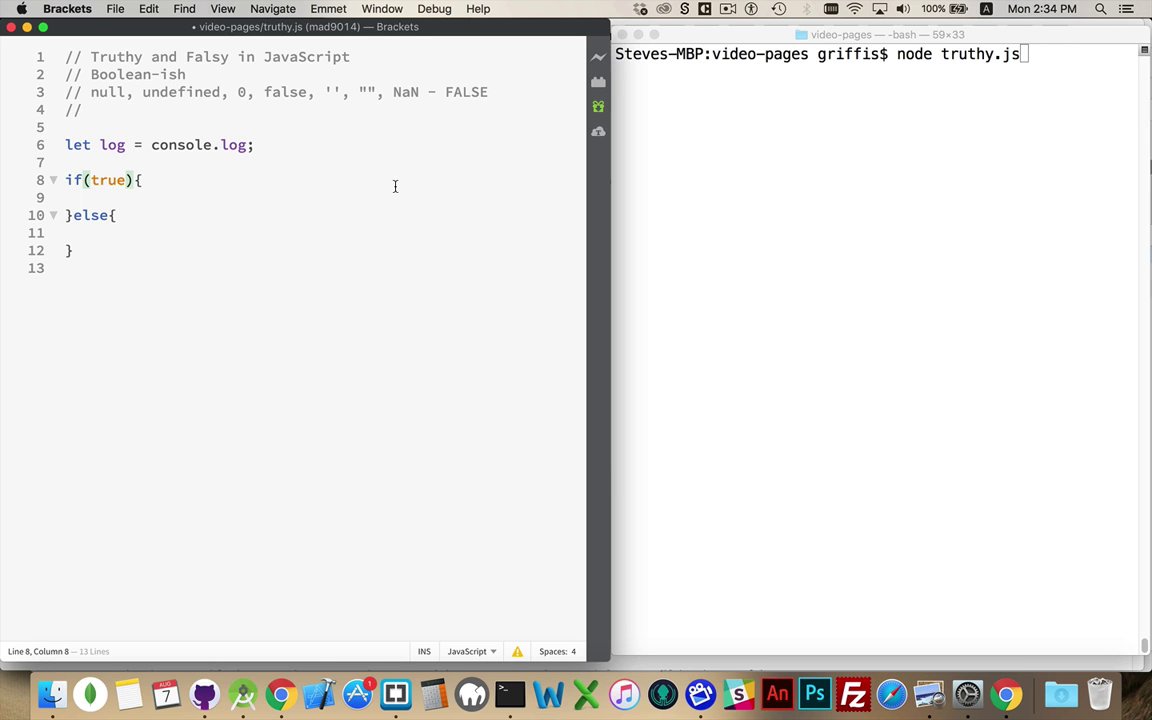 Brackets File Edit Find View Navigate Emmet Window Debug Help 100% A Mon 2:34 PM
• video-pages/truthy.js (mad9014) — Brackets
video-pages — -bash — 59×33
1 // Truthy and Falsy in JavaScript
2 // Boolean-ish
3 // null, undefined, 0, false, '', "", NaN - FALSE
4 //
5
6 let log = console.log;
7
8 if(true){
9
10 }else{
11
12 }
13
Steves-MBP:video-pages griffis$ node truthy.js
Line 8, Column 8 — 13 Lines INS JavaScript Spaces: 4
AUG 7 1 >_ W X S An Ps Fz